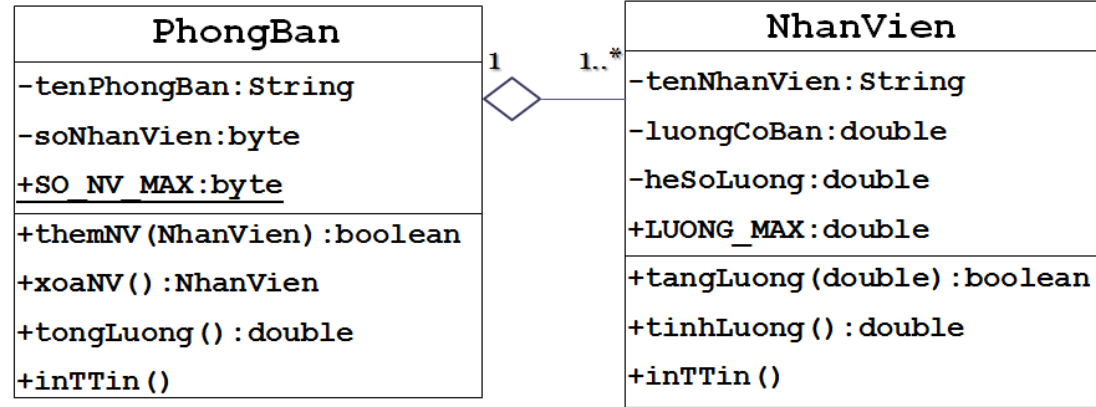 PhongBan
-tenPhongBan:String
-soNhanVien:byte
+SO_NV_MAX:byte
+themNV(NhanVien):boolean
+xoaNV():NhanVien
+tongLuong():double
+inTTin()
1
1..*
NhanVien
-tenNhanVien:String
-luongCoBan:double
-heSoLuong:double
+LUONG_MAX:double
+tangLuong(double):boolean
+tinhLuong():double
+inTTin()